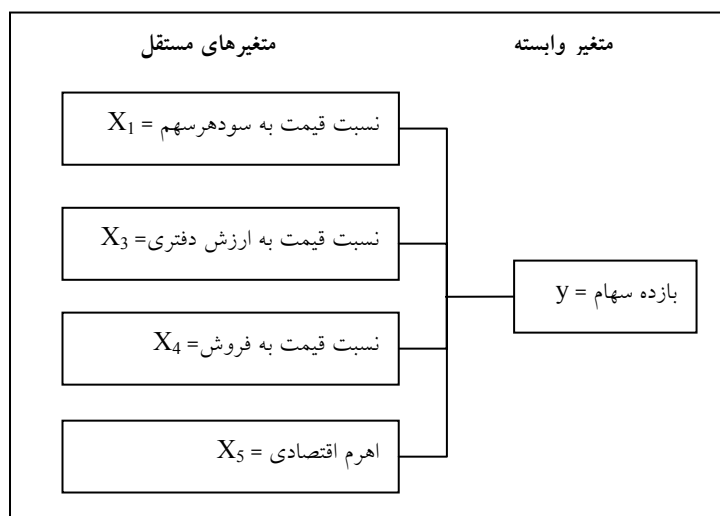 متغیر وابسته
متغیرهای مستقل
نسبت قیمت به سودهرسهم = X₁
نسبت قیمت به ارزش دفتری= X₃
بازده سهام = y
نسبت قیمت به فروش= X₄
اهرم اقتصادی = X₅